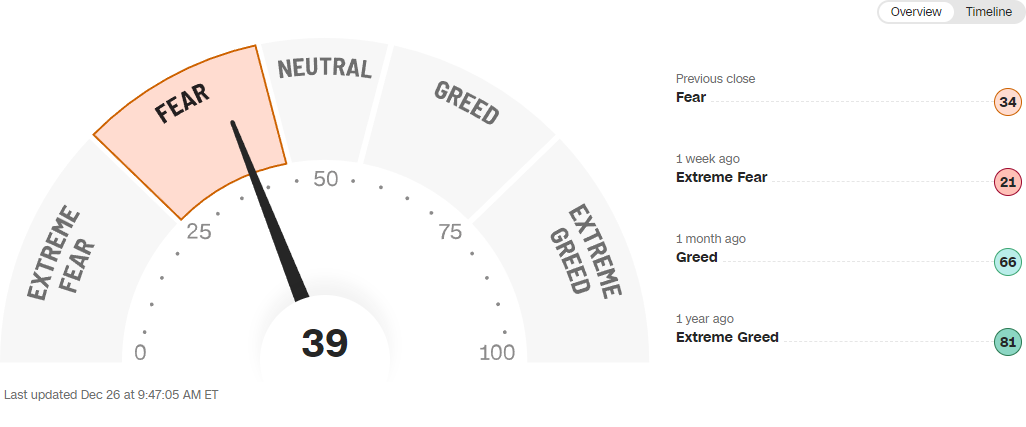 Overview
Timeline
EXTREME
FEAR
FEAR
NEUTRAL
GREED
EXTREME
GREED
0
25
50
75
100
39
Last updated Dec 26 at 9:47:05 AM ET
Previous close
Fear
34
1 week ago
Extreme Fear
21
1 month ago
Greed
66
1 year ago
Extreme Greed
81